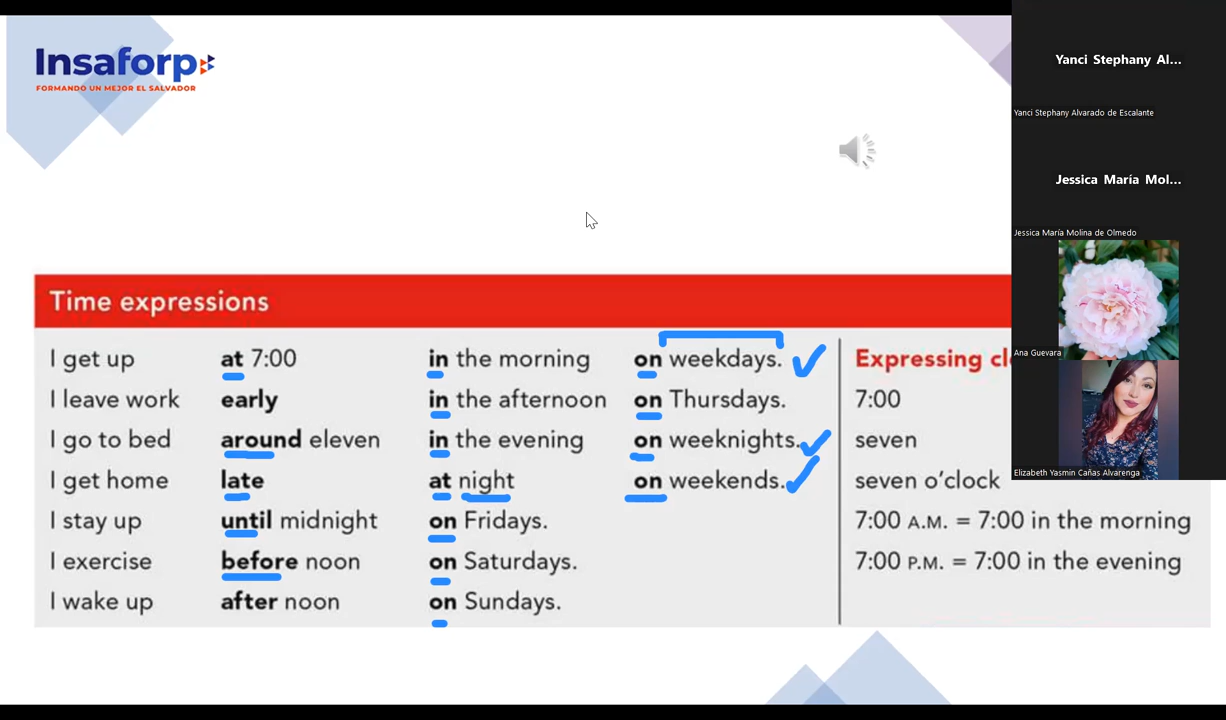 Insaforp
FORMANDO UN MEJOR EL SALVADOR
Time expressions
I get up at 7:00 in the morning on weekdays.
I leave work early in the afternoon on Thursdays.
I go to bed around eleven in the evening on weeknights.
I get home late at night on weekends.
I stay up until midnight on Fridays.
I exercise before noon on Saturdays.
I wake up after noon on Sundays.
Expressing
7:00
seven
seven o'clock
7:00 A.M. = 7:00 in the morning
7:00 P.M. = 7:00 in the evening
Yanci Stephany Al...
Yanci Stephany Alvarado de Escalante
Jessica María Mol...
Jessica María Molina de Olmedo
Ana Guevara
Elizabeth Yasmin Cañas Alvarenga